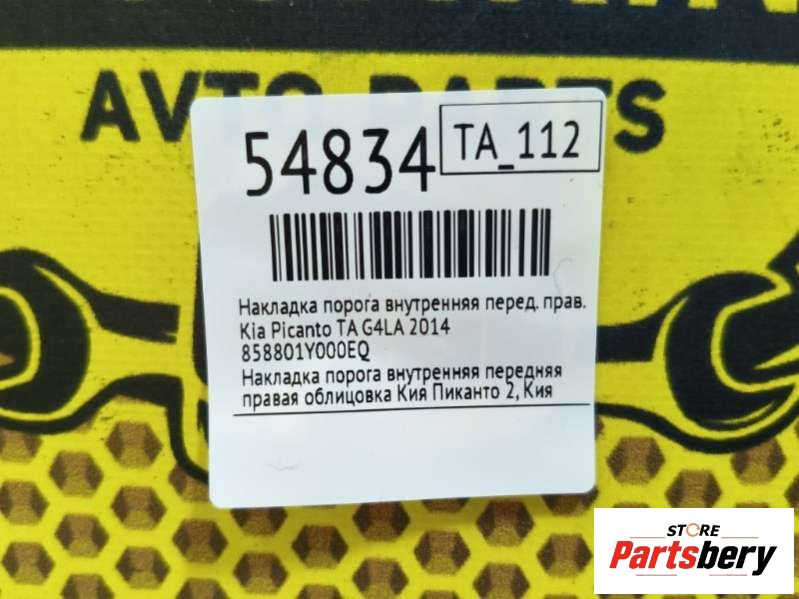 AVTO PARTS
54834
TA_112
Накладка порога внутренняя перед. прав.
Kia Picanto TA G4LA 2014
858801Y000EQ
Накладка порога внутренняя передняя
правая облицовка Кия Пиканто 2, Кия
STORE
Partsbery